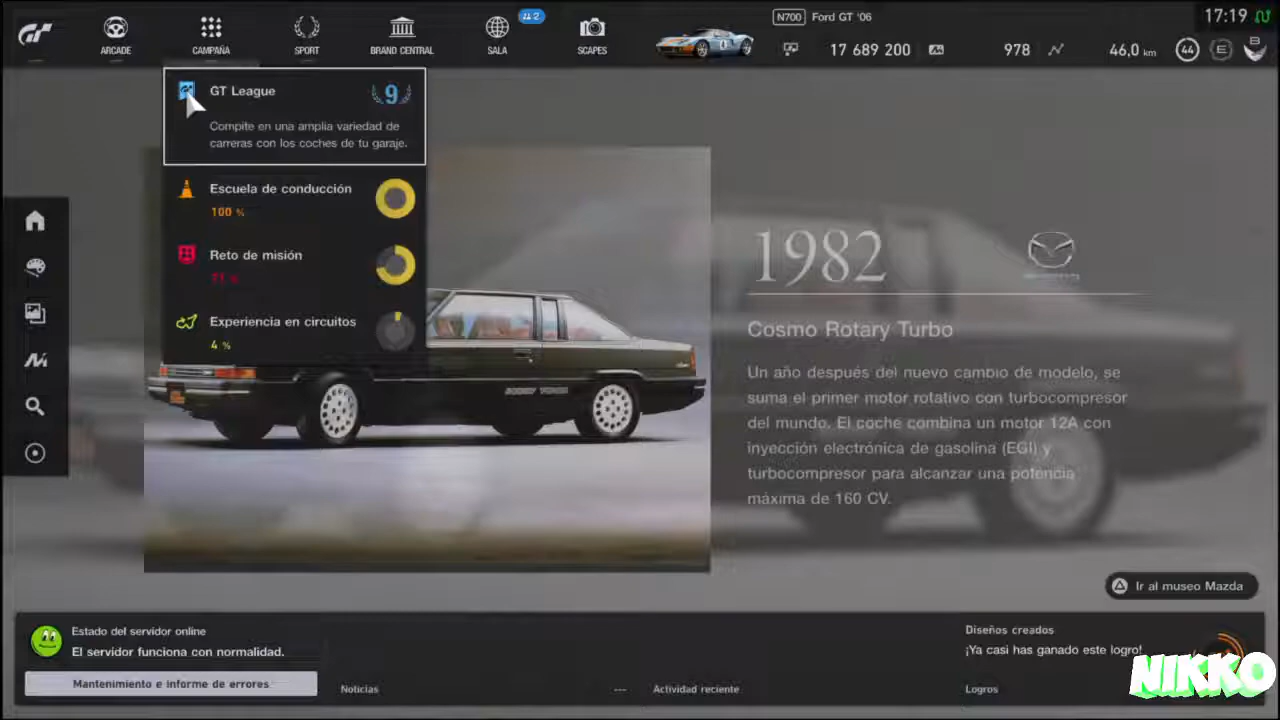 N700 Ford GT '06
17:19
ARCADE
CAMPAÑA
SPORT
BRAND CENTRAL
SALA
2
SCAPES
17 689 200
978
46,0 km
44
E
B
GT League
9
Compite en una amplia variedad de
carreras con los coches de tu garaje.
Escuela de conducción
100 %
Reto de misión
Experiencia en circuitos
4 %
1982
Cosmo Rotary Turbo
Un año después del nuevo cambio de modelo, se
suma el primer motor rotativo con turbocompresor
del mundo. El coche combina un motor 12A con
inyección electrónica de gasolina (EGI) y
turbocompresor para alcanzar una potencia
máxima de 160 CV.
Ir al museo Mazda
Estado del servidor online
El servidor funciona con normalidad.
Mantenimiento e informe de errores
Noticias
---
Actividad reciente
Diseños creados
¡Ya casi has ganado este logro!
Logros
NIKKO